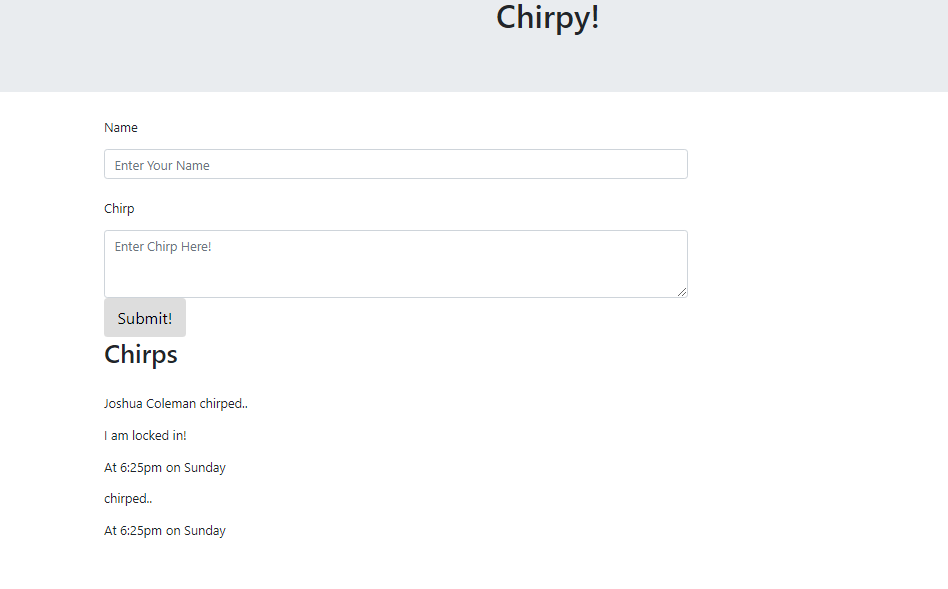 Chirpy!
Name
Enter Your Name
Chirp
Enter Chirp Here!
Submit!
Chirps
Joshua Coleman chirped..
I am locked in!
At 6:25pm on Sunday
chirped..
At 6:25pm on Sunday